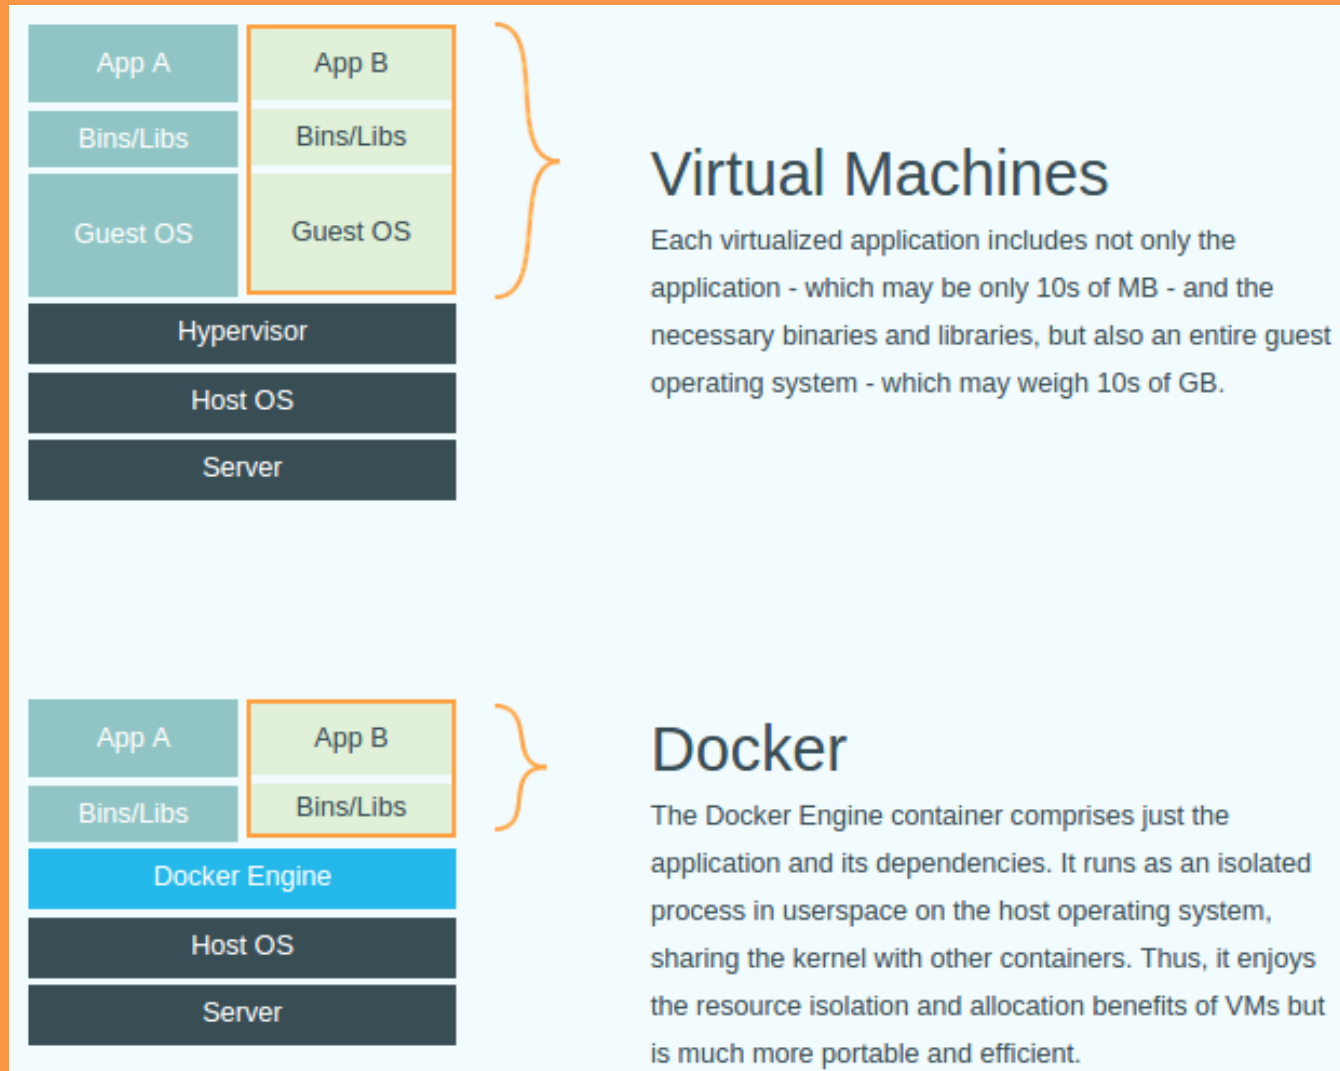 App A App B
Bins/Libs Bins/Libs
Guest OS Guest OS
Hypervisor
Host OS
Server
Virtual Machines
Each virtualized application includes not only the
application - which may be only 10s of MB - and the
necessary binaries and libraries, but also an entire guest
operating system - which may weigh 10s of GB.
App A App B
Bins/Libs Bins/Libs
Docker Engine
Host OS
Server
Docker
The Docker Engine container comprises just the
application and its dependencies. It runs as an isolated
process in userspace on the host operating system,
sharing the kernel with other containers. Thus, it enjoys
the resource isolation and allocation benefits of VMs but
is much more portable and efficient.